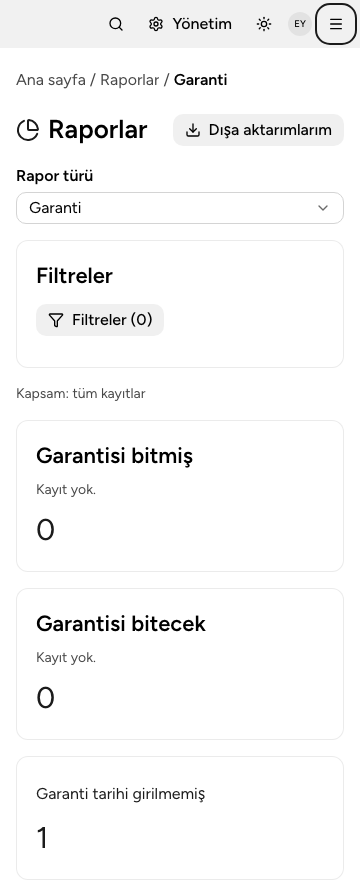 Yönetim
EY
Ana sayfa / Raporlar / Garanti
Raporlar
Dışa aktarımlarım
Rapor türü
Garanti
Filtreler
Filtreler (0)
Kapsam: tüm kayıtlar
Garantisi bitmiş
Kayıt yok.
0
Garantisi bitecek
Kayıt yok.
0
Garanti tarihi girilmemiş
1